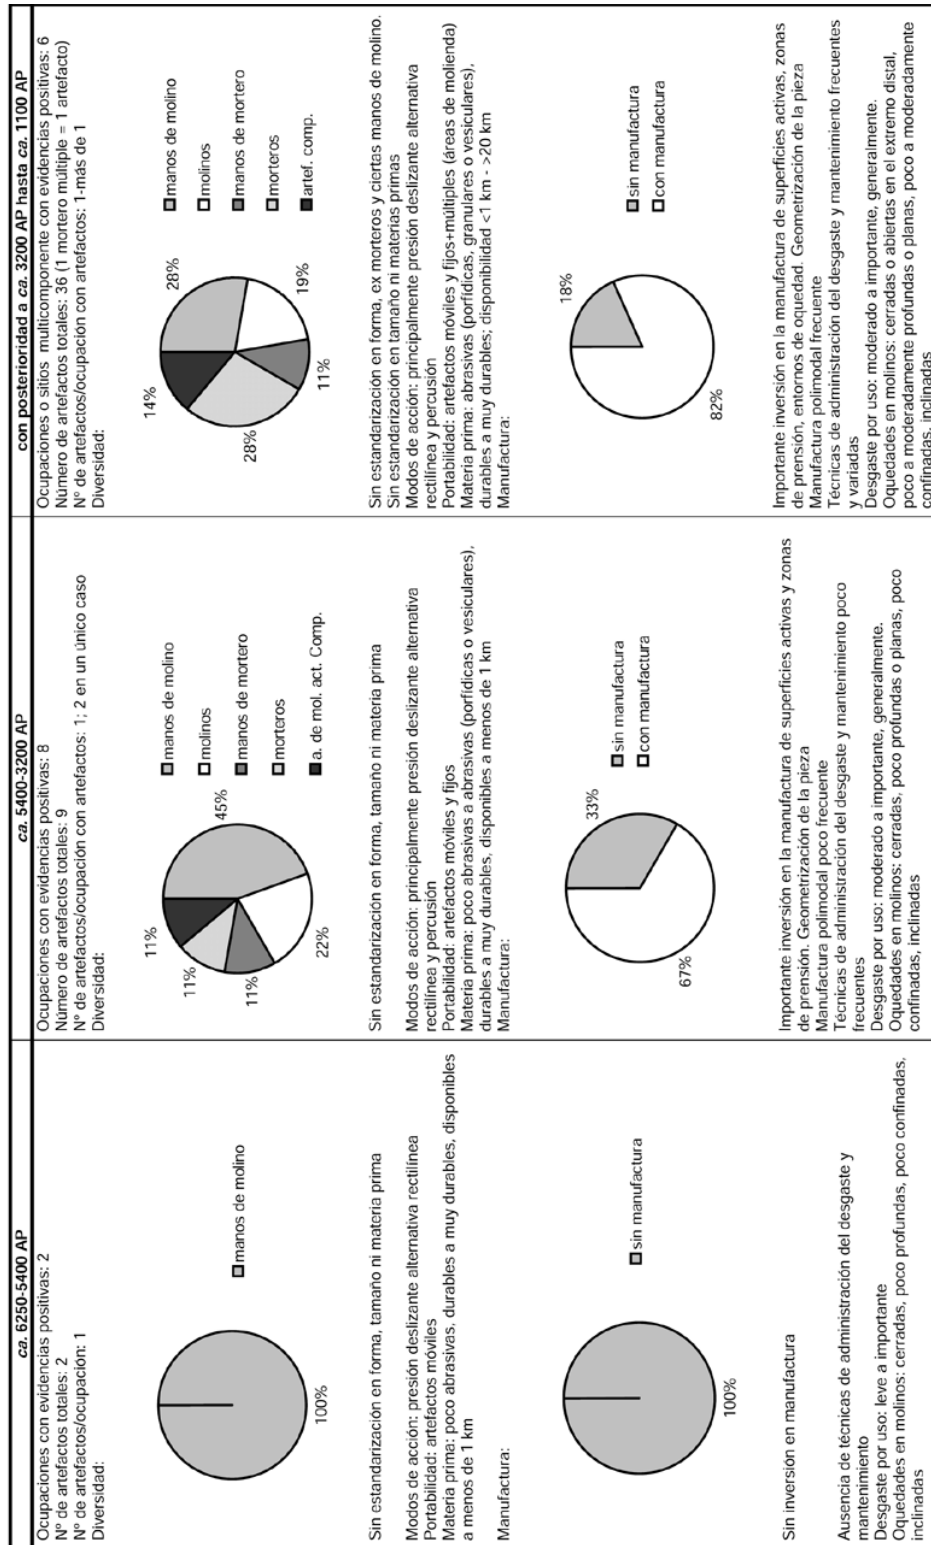 ca. 6250-5400 AP
Ocupaciones con evidencias positivas: 2
Nº de artefactos totales: 2
Nº de artefactos/ocupación: 1
Diversidad:
100%
manos de molino
Sin estandarización en forma, tamaño ni materia prima
Modos de acción: presión deslizante alternativa rectilínea
Portabilidad: artefactos móviles
Materia prima: poco abrasivas, durables a muy durables, disponibles
a menos de 1 km
Manufactura:
100%
sin manufactura
Sin inversión en manufactura
Ausencia de técnicas de administración del desgaste y
mantenimiento
Desgaste por uso: leve a importante
Oquedades en molinos: cerradas, poco profundas, poco confinadas,
inclinadas
ca. 5400-3200 AP
Ocupaciones con evidencias positivas: 8
Número de artefactos totales: 9
Nº de artefactos/ocupación con artefactos: 1; 2 en un único caso
Diversidad:
11%
45%
11%
11%
22%
manos de molino
molinos
manos de mortero
morteros
a. de mol. act. Comp.
Sin estandarización en forma, tamaño ni materia prima
Modos de acción: principalmente presión deslizante alternativa
rectilínea y percusión
Portabilidad: artefactos móviles y fijos
Materia prima: poco abrasivas a abrasivas (porfídicas o vesiculares),
durables a muy durables, disponibles a menos de 1 km
Manufactura:
33%
67%
sin manufactura
con manufactura
Importante inversión en la manufactura de superficies activas y zonas
de prensión. Geometrización de la pieza
Manufactura polimodal poco frecuente
Técnicas de administración del desgaste y mantenimiento poco
frecuentes
Desgaste por uso: moderado a importante, generalmente.
Oquedades en molinos: cerradas, poco profundas o planas, poco
confinadas, inclinadas
con posterioridad a ca. 3200 AP hasta ca. 1100 AP
Ocupaciones o sitios multicomponente con evidencias positivas: 6
Número de artefactos totales: 36 (1 mortero múltiple = 1 artefacto)
Nº de artefactos/ocupación con artefactos: 1-más de 1
Diversidad:
14%
28%
28%
19%
11%
manos de molino
molinos
manos de mortero
morteros
artef. comp.
Sin estandarización en forma, ex morteros y ciertas manos de molino.
Sin estandarización en tamaño ni materias primas
Modos de acción: principalmente presión deslizante alternativa
rectilínea y percusión
Portabilidad: artefactos móviles y fijos+múltiples (áreas de molienda)
Materia prima: abrasivas (porfídicas, granulares o vesiculares),
durables a muy durables; disponibilidad <1 km - >20 km
Manufactura:
18%
82%
sin manufactura
con manufactura
Importante inversión en la manufactura de superficies activas, zonas
de prensión, entornos de oquedad. Geometrización de la pieza
Manufactura polimodal frecuente
Técnicas de administración del desgaste y mantenimiento frecuentes
y variadas
Desgaste por uso: moderado a importante, generalmente.
Oquedades en molinos: cerradas o abiertas en el extremo distal,
poco a moderadamente profundas o planas, poco a moderadamente
confinadas, inclinadas